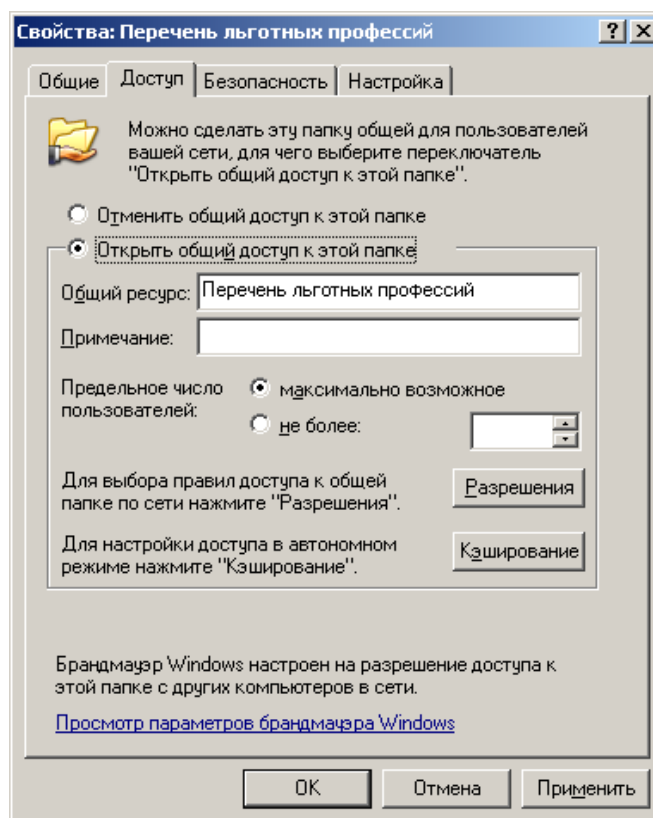 Свойства: Перечень льготных профессий
Общие Доступ Безопасность Настройка
Можно сделать эту папку общей для пользователей
вашей сети, для чего выберите переключатель
"Открыть общий доступ к этой папке".
Отменить общий доступ к этой папке
Открыть общий доступ к этой папке
Общий ресурс: Перечень льготных профессий
Примечание:
Предельное число
пользователей:
максимально возможное
не более:
Для выбора правил доступа к общей
папке по сети нажмите "Разрешения".
Разрешения
Для настройки доступа в автономном
режиме нажмите "Кэширование".
Кэширование
Брандмауэр Windows настроен на разрешение доступа к
этой папке с других компьютеров в сети.
Просмотр параметров брандмауэра Windows
ОК Отмена Применить